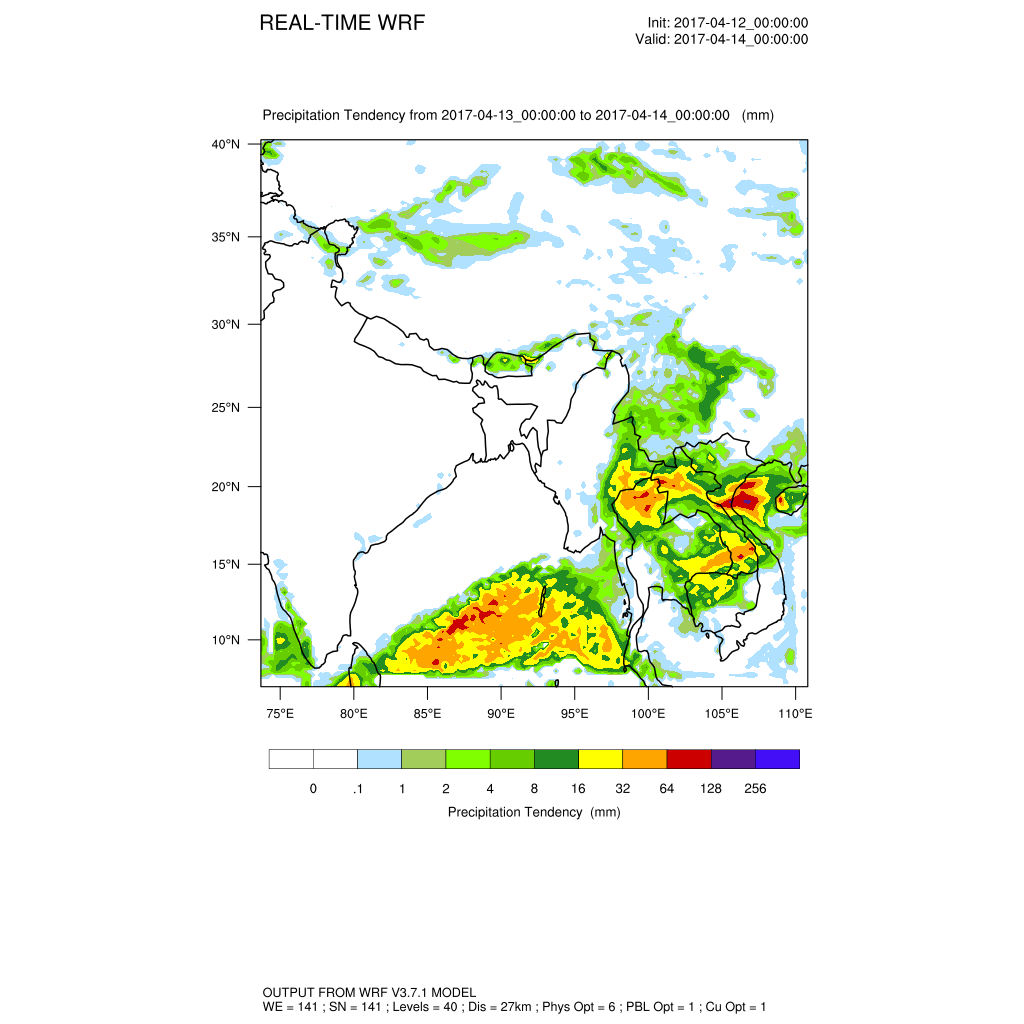 REAL-TIME WRF
Init: 2017-04-12_00:00:00
Valid: 2017-04-14_00:00:00
Precipitation Tendency from 2017-04-13_00:00:00 to 2017-04-14_00:00:00 (mm)
40°N
35°N
30°N
25°N
20°N
15°N
10°N
75°E 80°E 85°E 90°E 95°E 100°E 105°E 110°E
0 .1 1 2 4 8 16 32 64 128 256
Precipitation Tendency (mm)
OUTPUT FROM WRF V3.7.1 MODEL
WE = 141 ; SN = 141 ; Levels = 40 ; Dis = 27km ; Phys Opt = 6 ; PBL Opt = 1 ; Cu Opt = 1